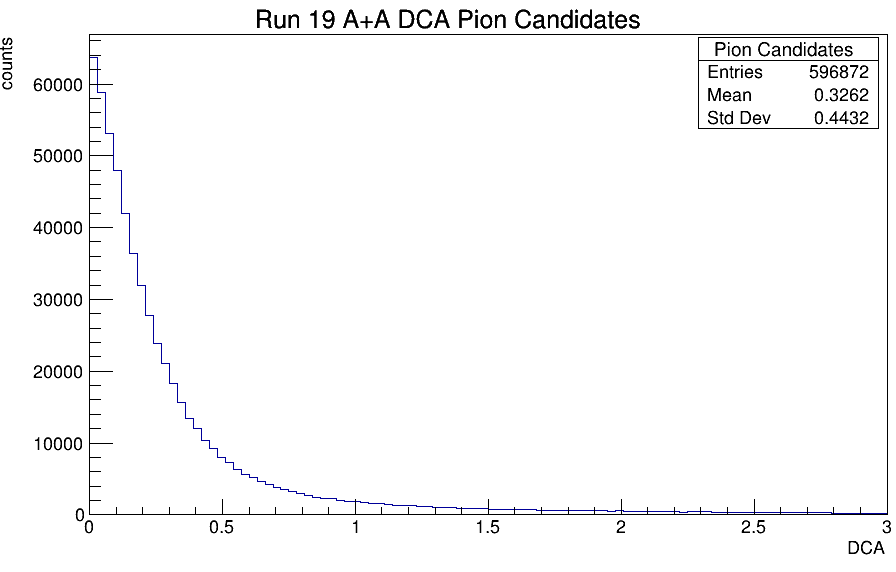 Run 19 A+A DCA Pion Candidates
counts
Pion Candidates
Entries 596872
Mean 0.3262
Std Dev 0.4432
60000
50000
40000
30000
20000
10000
0
0 0.5 1 1.5 2 2.5 3
DCA